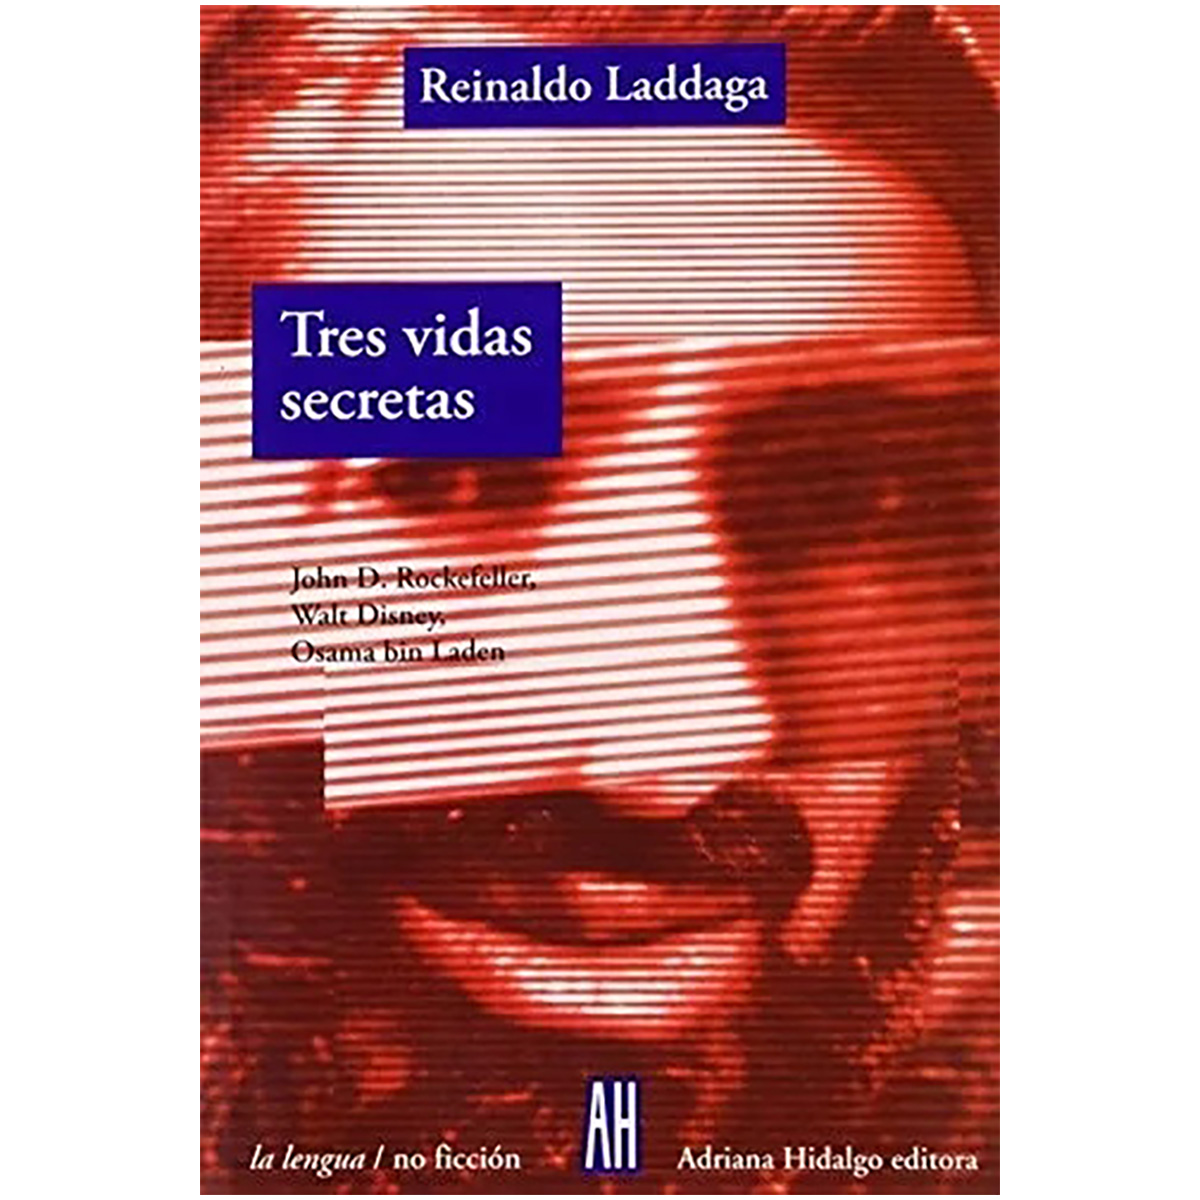 Reinaldo Laddaga
Tres vidas
secretas
John D. Rockefeller,
Walt Disney,
Osama bin Laden
AH
la lengua / no ficción
Adriana Hidalgo editora